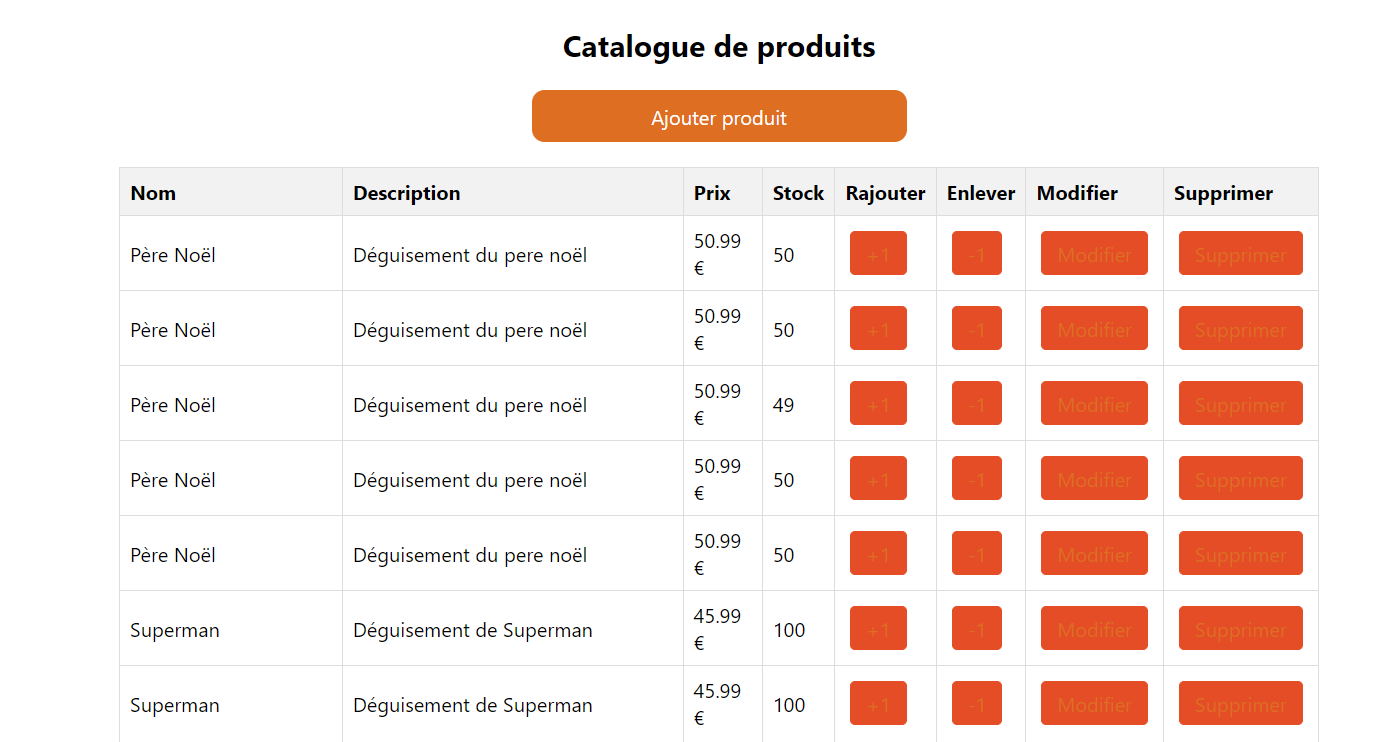 Catalogue de produits
Ajouter produit
Nom Description Prix Stock Rajouter Enlever Modifier Supprimer
Père Noël Déguisement du pere noël 50.99 € 50 +1 -1 Modifier Supprimer
Père Noël Déguisement du pere noël 50.99 € 50 +1 -1 Modifier Supprimer
Père Noël Déguisement du pere noël 50.99 € 49 +1 -1 Modifier Supprimer
Père Noël Déguisement du pere noël 50.99 € 50 +1 -1 Modifier Supprimer
Père Noël Déguisement du pere noël 50.99 € 50 +1 -1 Modifier Supprimer
Superman Déguisement de Superman 45.99 € 100 +1 -1 Modifier Supprimer
Superman Déguisement de Superman 45.99 € 100 +1 -1 Modifier Supprimer